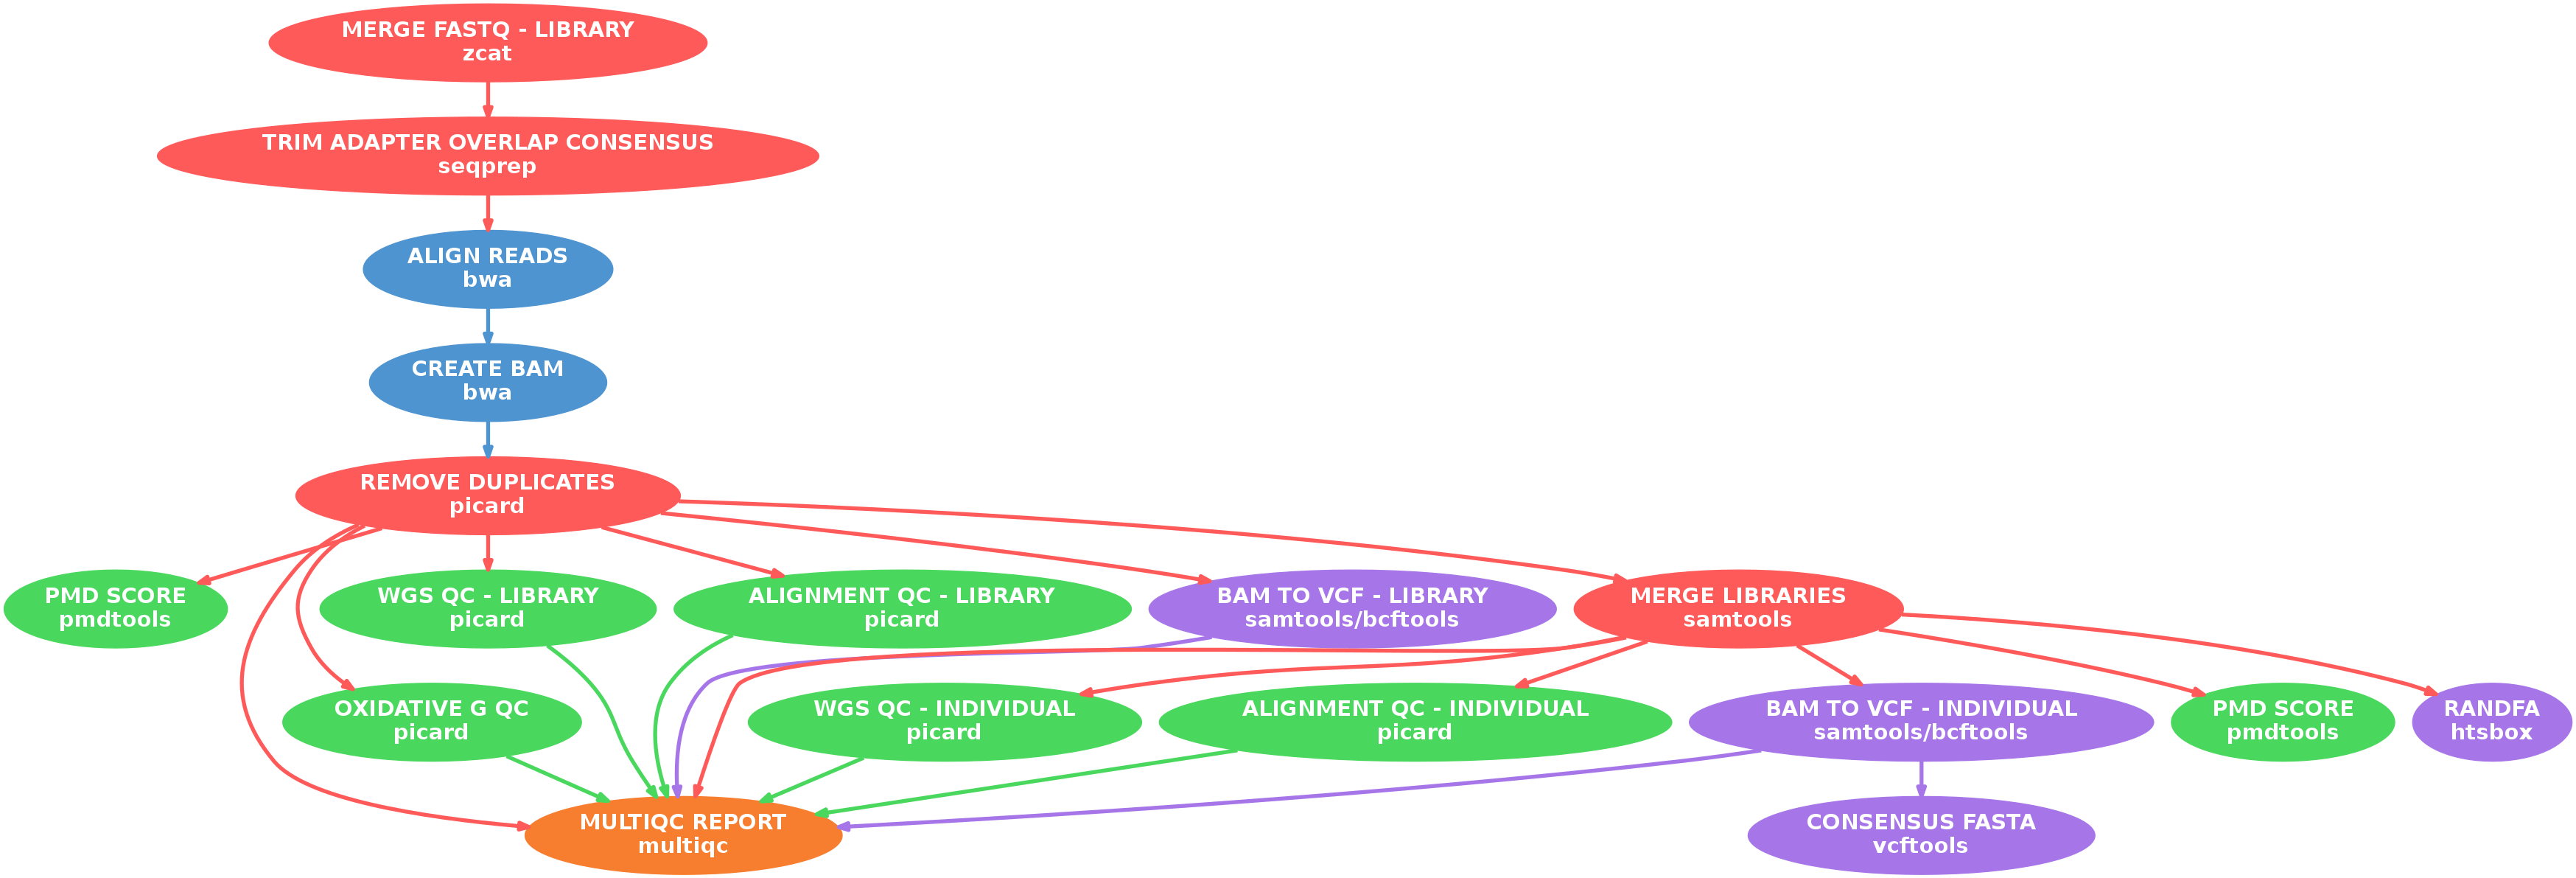 MERGE FASTQ - LIBRARY
zcat
TRIM ADAPTER OVERLAP CONSENSUS
seqprep
ALIGN READS
bwa
CREATE BAM
bwa
REMOVE DUPLICATES
picard
PMD SCORE
pmdtools
WGS QC - LIBRARY
picard
ALIGNMENT QC - LIBRARY
picard
BAM TO VCF - LIBRARY
samtools/bcftools
MERGE LIBRARIES
samtools
OXIDATIVE G QC
picard
WGS QC - INDIVIDUAL
picard
ALIGNMENT QC - INDIVIDUAL
picard
BAM TO VCF - INDIVIDUAL
samtools/bcftools
PMD SCORE
pmdtools
RANDFA
htsbox
MULTIQC REPORT
multiqc
CONSENSUS FASTA
vcftools